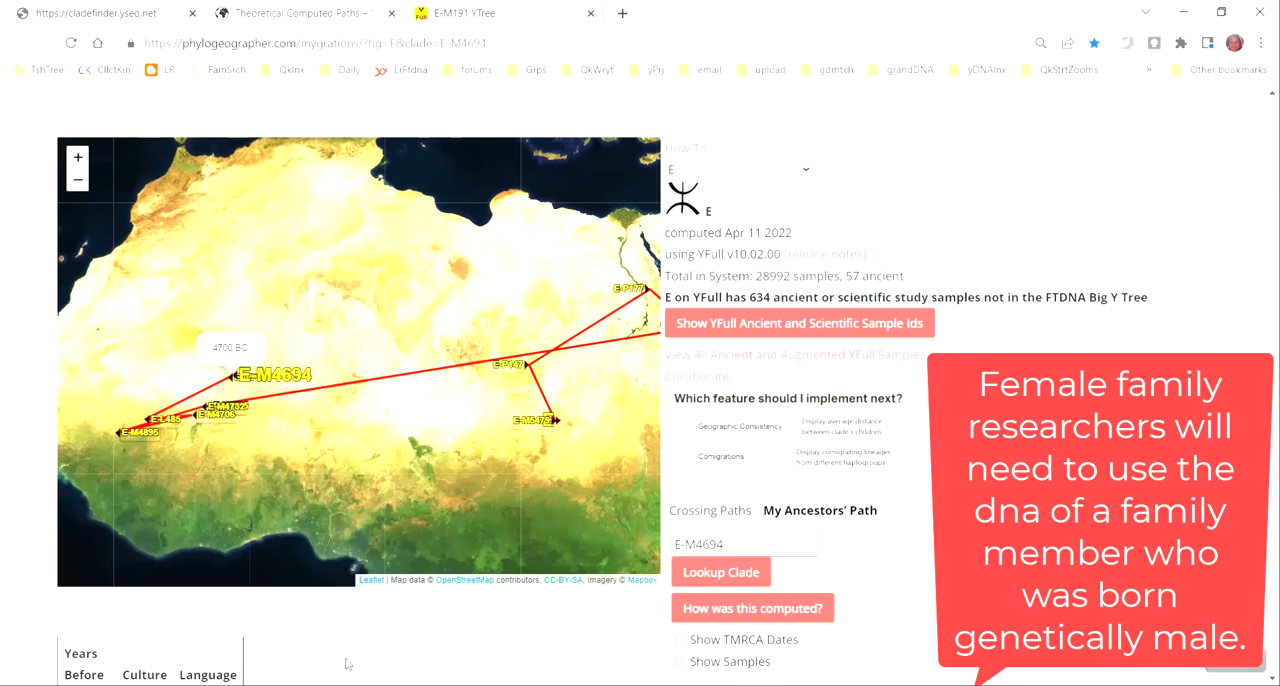 https://cladefinder.yseq.net
Theoretical Computed Paths –
E-M191 YTree
https://phylogeographer.com/mygrations/?hg=E&clade=E-M4694
TshTree
CllctKin
LR
FamSrch
QkInx
Daily
LrFtdna
forums
Grps
QkWryt
yPrj
email
upload
gdmtch
grandDNA
yDNAInx
QkStrtZooms
»
Other bookmarks
+
−
E-P177
4700 BC
E-M4694
E-P147
E-M4706
E-L485
E-M4895
Leaflet | Map data © OpenStreetMap contributors, CC-BY-SA, Imagery © Mapbox
How To
E
E
computed Apr 11 2022
using YFull v10.02.00 [release notes]
Total in System: 28992 samples, 57 ancient
E on YFull has 634 ancient or scientific study samples not in the FTDNA Big Y Tree
Show YFull Ancient and Scientific Sample Ids
View All Ancient and Augmented YFull Samples
Collaborate
Which feature should I implement next?
Geographic Consistency
Display average distance
between clade's children
Comigrations
Display comigrating lineages
from different haplogroups
Crossing Paths My Ancestors' Path
E-M4694
Lookup Clade
How was this computed?
Show TMRCA Dates
Show Samples
Years
Before Culture Language
Female family
researchers will
need to use the
dna of a family
member who
was born
genetically male.